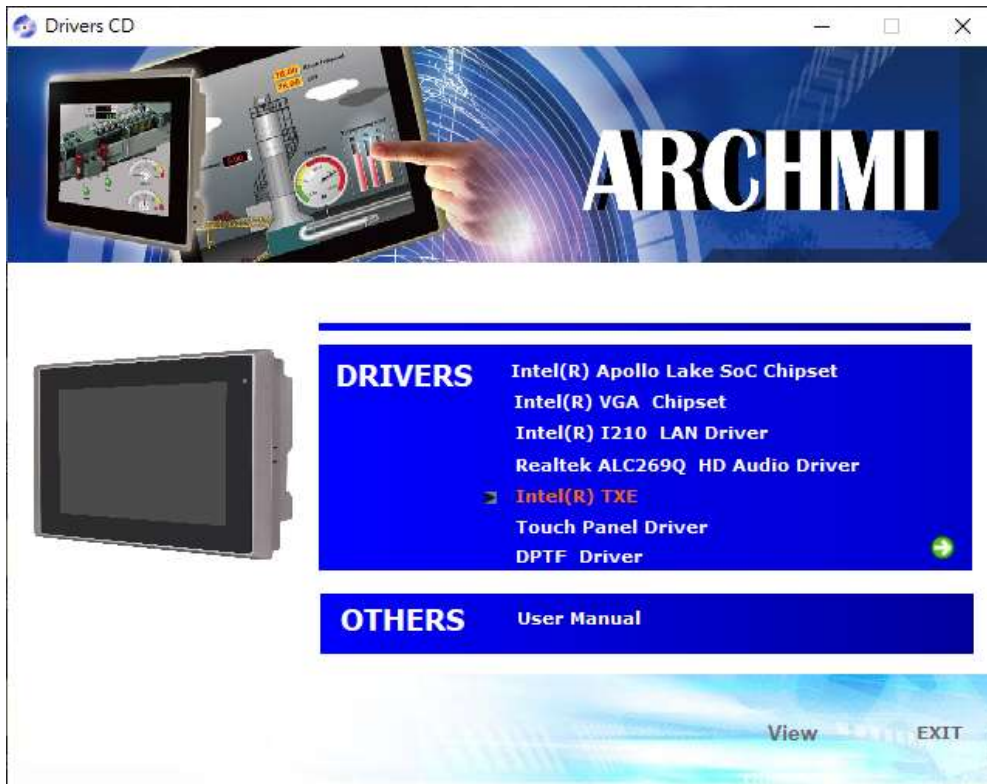 Drivers CD
ARCHMI
DRIVERS
Intel(R) Apollo Lake SoC Chipset
Intel(R) VGA Chipset
Intel(R) I210 LAN Driver
Realtek ALC269Q HD Audio Driver
Intel(R) TXE
Touch Panel Driver
DPTF Driver
OTHERS
User Manual
View
EXIT